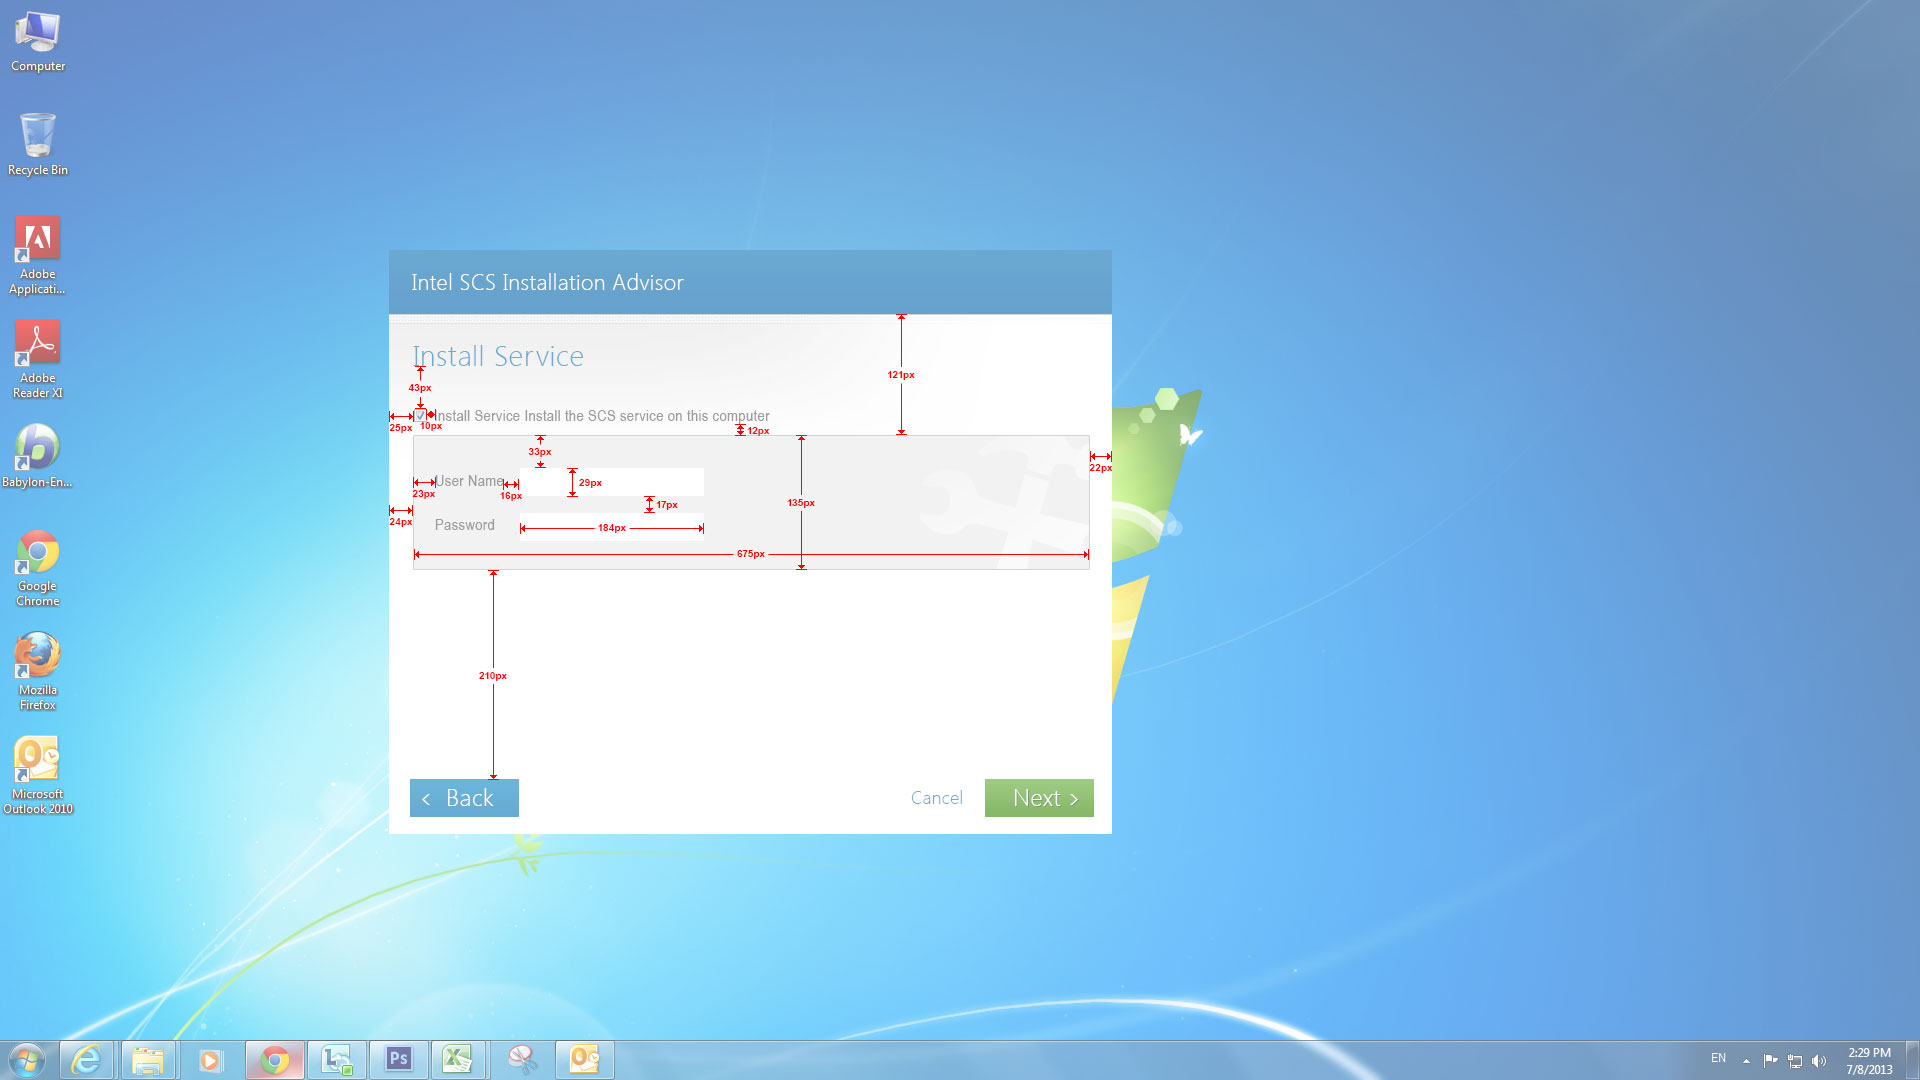 Computer
Recycle Bin
Adobe
Applicati...
Adobe
Reader XI
Babylon-En...
Google
Chrome
Mozilla
Firefox
Microsoft
Outlook 2010
Intel SCS Installation Advisor
Install Service
121px
43px
Install Service Install the SCS service on this computer
25px
10px
12px
33px
22px
User Name
29px
23px
16px
135px
17px
24px
Password
184px
675px
210px
< Back
Cancel
Next >
Ps
EN
2:29 PM
7/8/2013